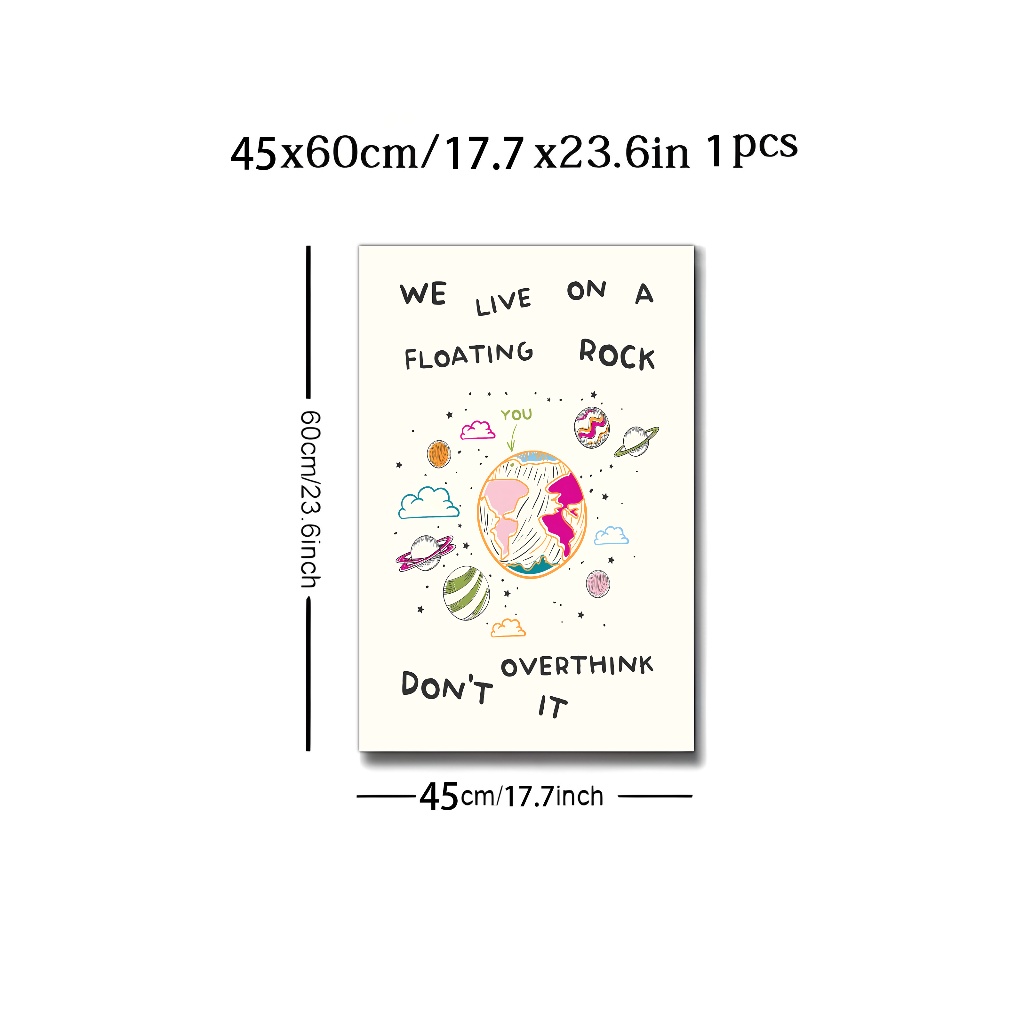 45x60cm/17.7 x23.6in 1pcs
WE LIVE ON A
FLOATING ROCK
YOU
60cm/23.6inch
DON'T OVERTHINK
IT
45cm/17.7inch